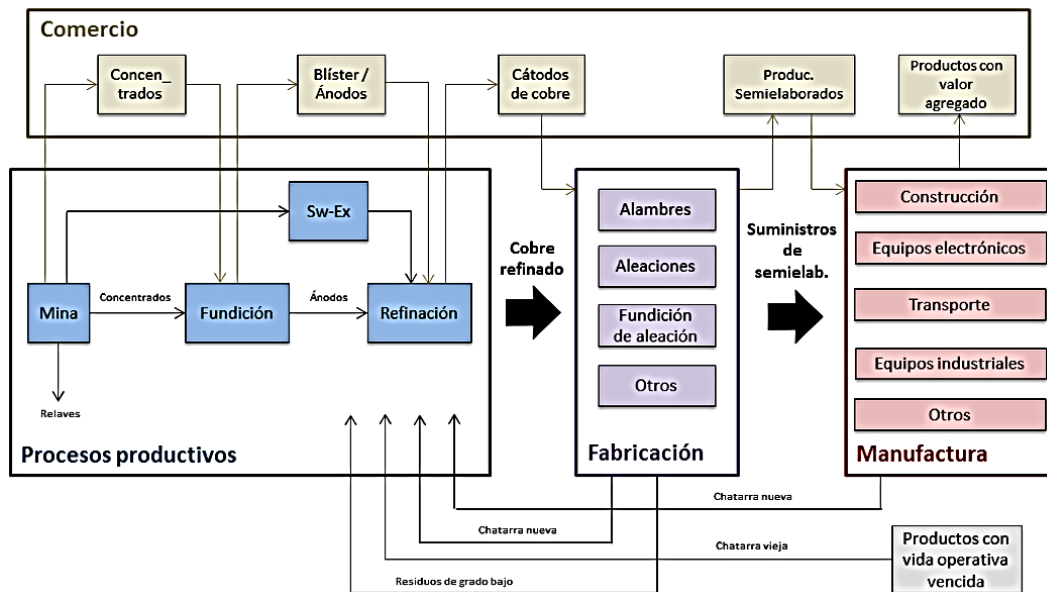 Comercio
Concen_
trados
Blíster /
Ánodos
Cátodos
de cobre
Produc.
Semielaborados
Productos con
valor
agregado
Sw-Ex
Mina
Concentrados
Fundición
Ánodos
Refinación
Relaves
Procesos productivos
Cobre
refinado
Alambres
Aleaciones
Fundición
de aleación
Otros
Fabricación
Suministros
de
semielab.
Construcción
Equipos electrónicos
Transporte
Equipos industriales
Otros
Manufactura
Chatarra nueva
Chatarra nueva
Chatarra vieja
Residuos de grado bajo
Productos con
vida operativa
vencida